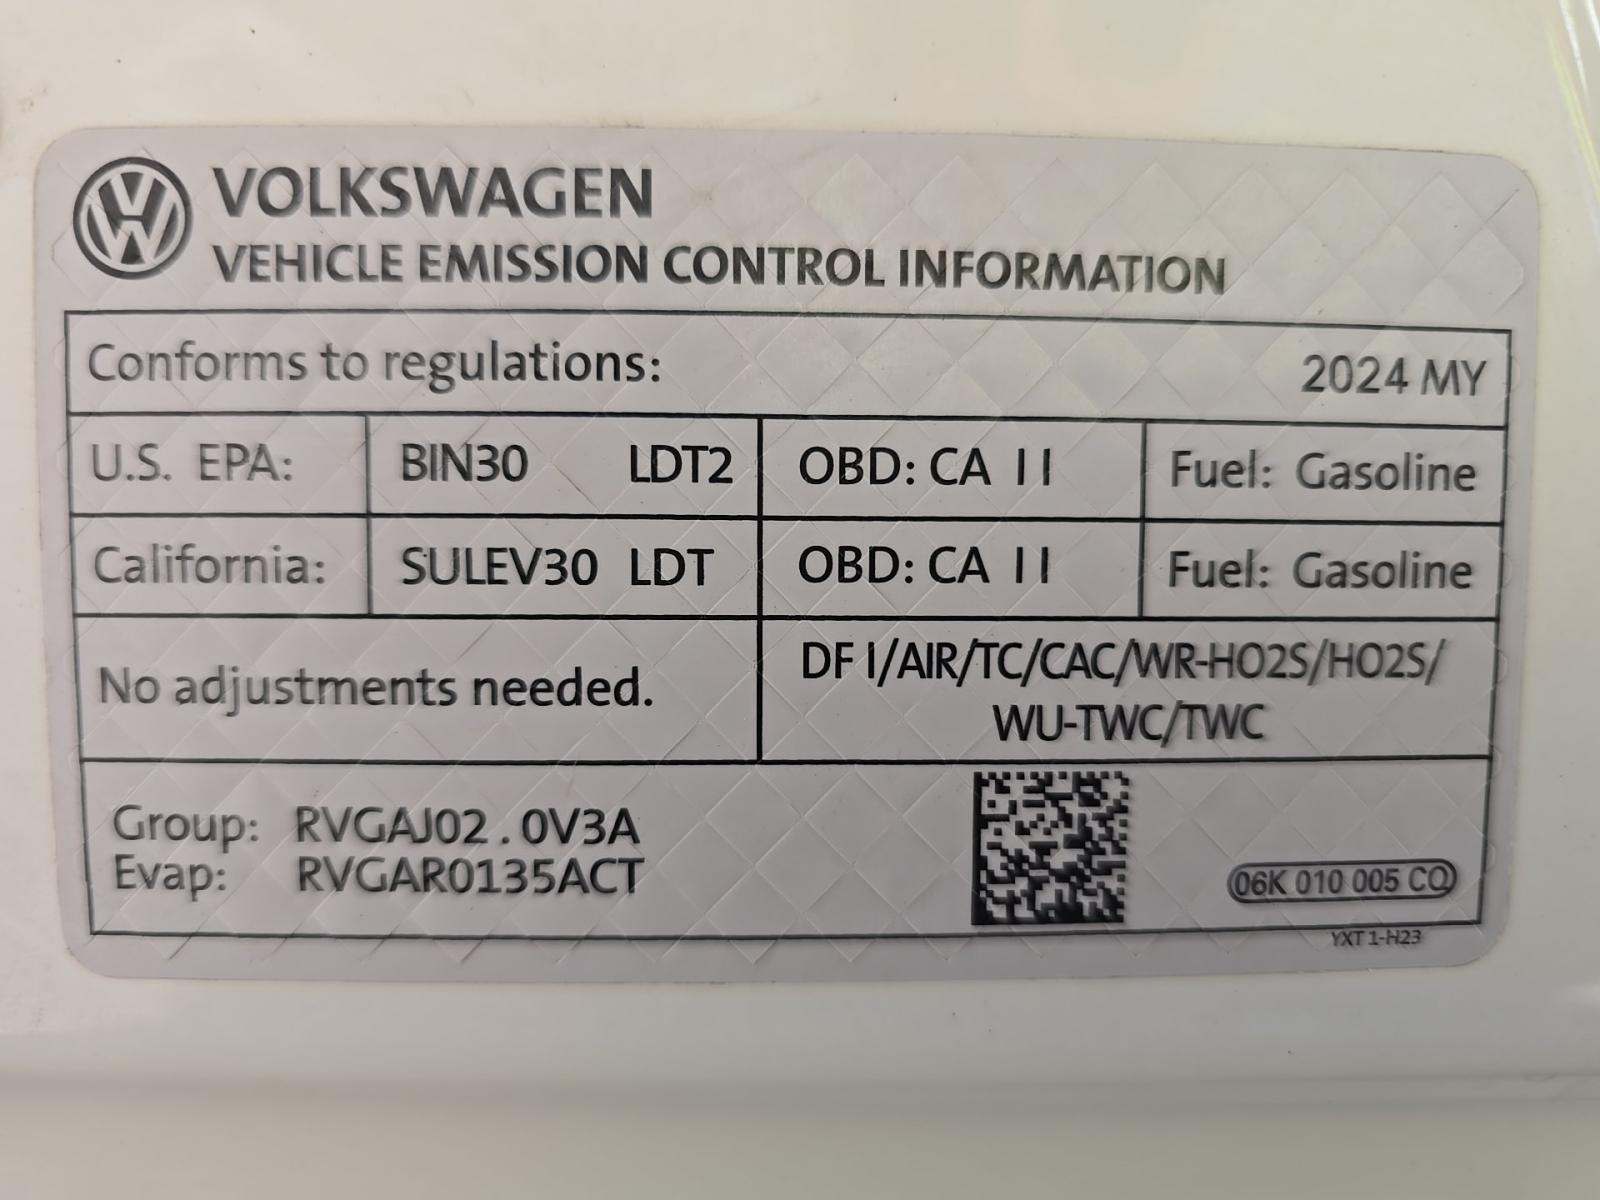 VOLKSWAGEN
VEHICLE EMISSION CONTROL INFORMATION
Conforms to regulations: 2024 MY
U.S. EPA: BIN30 LDT2 OBD: CA II Fuel: Gasoline
California: SULEV30 LDT OBD: CA II Fuel: Gasoline
No adjustments needed.
DFI/AIR/TC/CAC/WR-HO2S/HO2S/
WU-TWC/TWC
Group: RVGAJ02.0V3A
Evap: RVGAR0135ACT
06K 010 005 CQ
YXT 1-H23